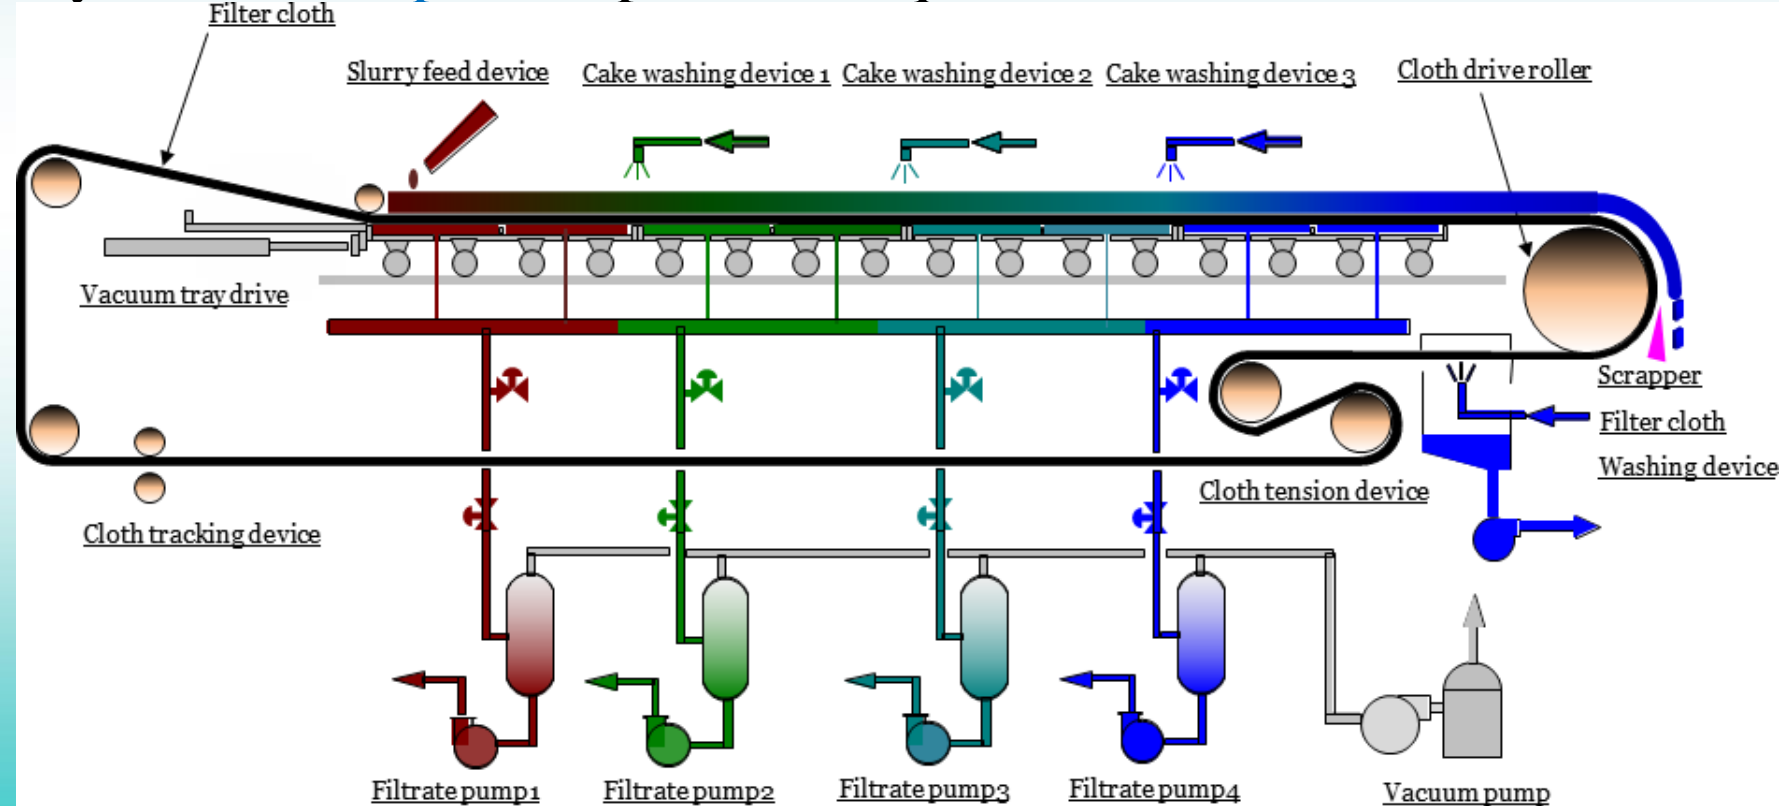 Filter cloth
Slurry feed device
Cake washing device 1
Cake washing device 2
Cake washing device 3
Cloth drive roller
Vacuum tray drive
Scrapper
Filter cloth
Washing device
Cloth tension device
Cloth tracking device
Filtrate pump1
Filtrate pump2
Filtrate pump3
Filtrate pump4
Vacuum pump